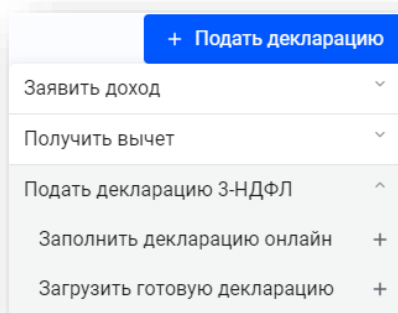 + Подать декларацию
Заявить доход
Получить вычет
Подать декларацию 3-НДФЛ
Заполнить декларацию онлайн +
Загрузить готовую декларацию +